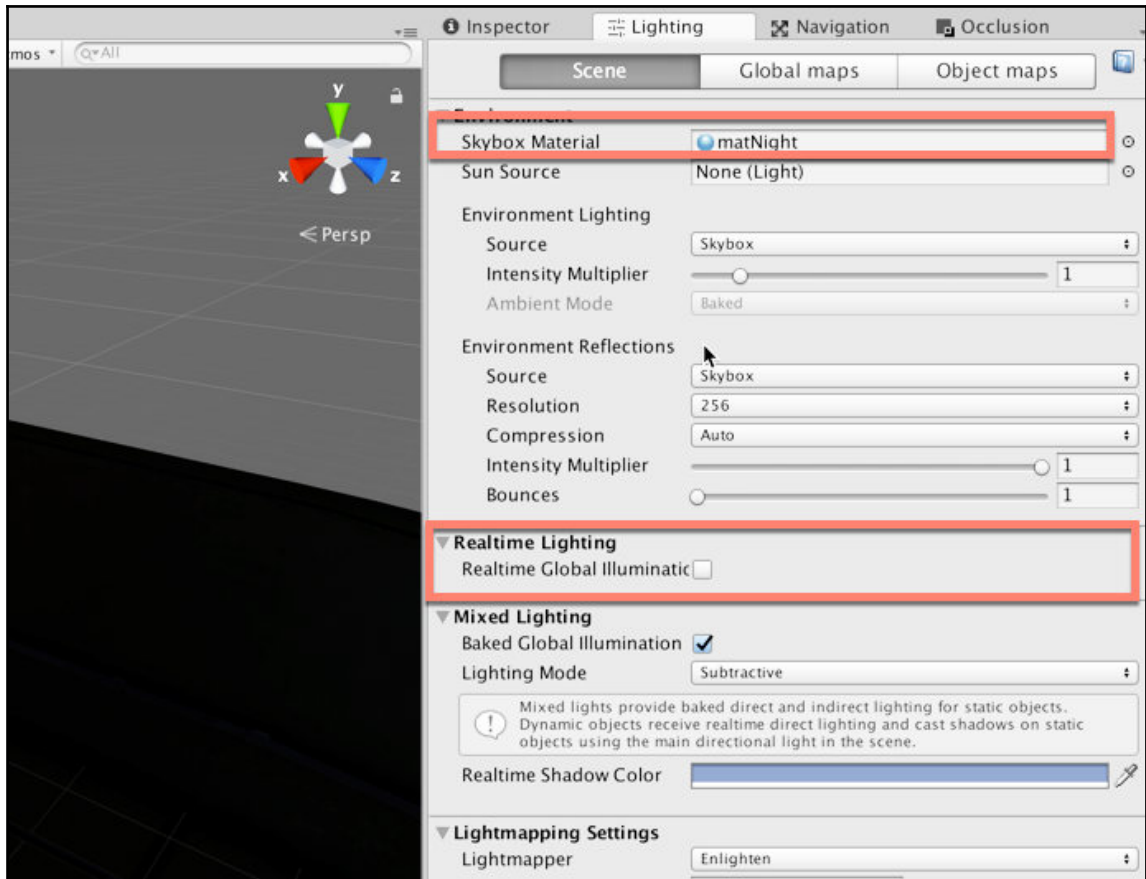 Inspector Lighting Navigation Occlusion
mos All
Scene Global maps Object maps
y
x z
Persp
Environment
Skybox Material matNight
Sun Source None (Light)
Environment Lighting
Source Skybox
Intensity Multiplier 1
Ambient Mode Baked
Environment Reflections
Source Skybox
Resolution 256
Compression Auto
Intensity Multiplier 1
Bounces 1
Realtime Lighting
Realtime Global Illuminatic
Mixed Lighting
Baked Global Illumination
Lighting Mode Subtractive
Mixed lights provide baked direct and indirect lighting for static objects.
Dynamic objects receive realtime direct lighting and cast shadows on static
objects using the main directional light in the scene.
Realtime Shadow Color
Lightmapping Settings
Lightmapper Enlighten